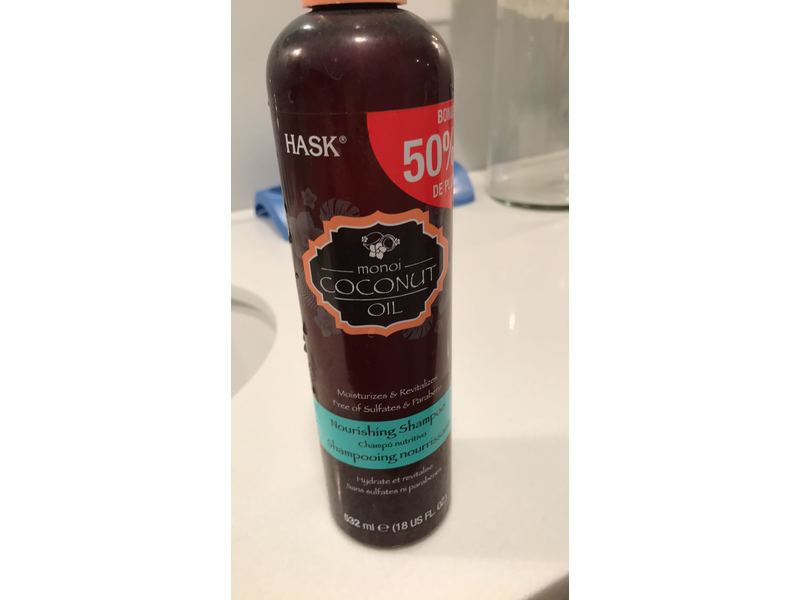 HASK®
50%
DE
monoi
COCONUT
OIL
Moisturizes & Revitalizes
Free of Sulfates & Parabens
Nourishing Shampoo
Champú nutritivo
Shampooing nourrissant
Hydrate et revitalise
Sans sulfates ni parabènes
532 ml e (18 US FL. OZ.)